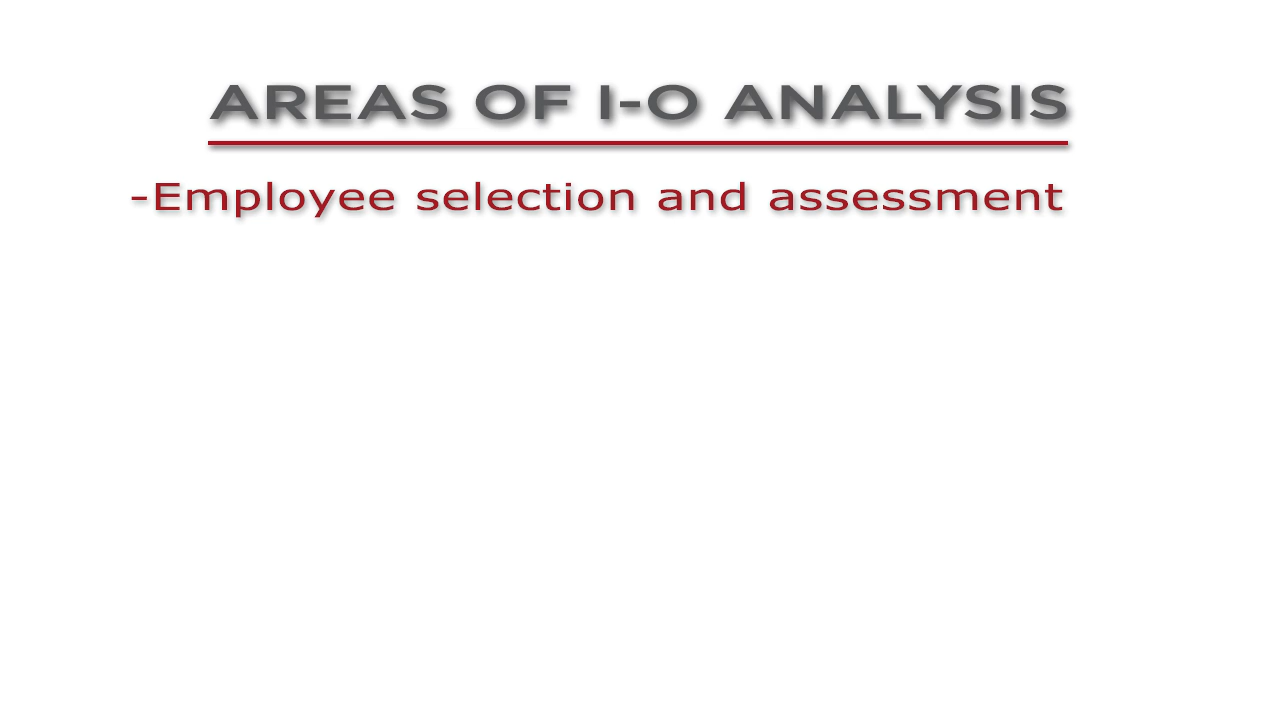 AREAS OF I-O ANALYSIS
-Employee selection and assessment